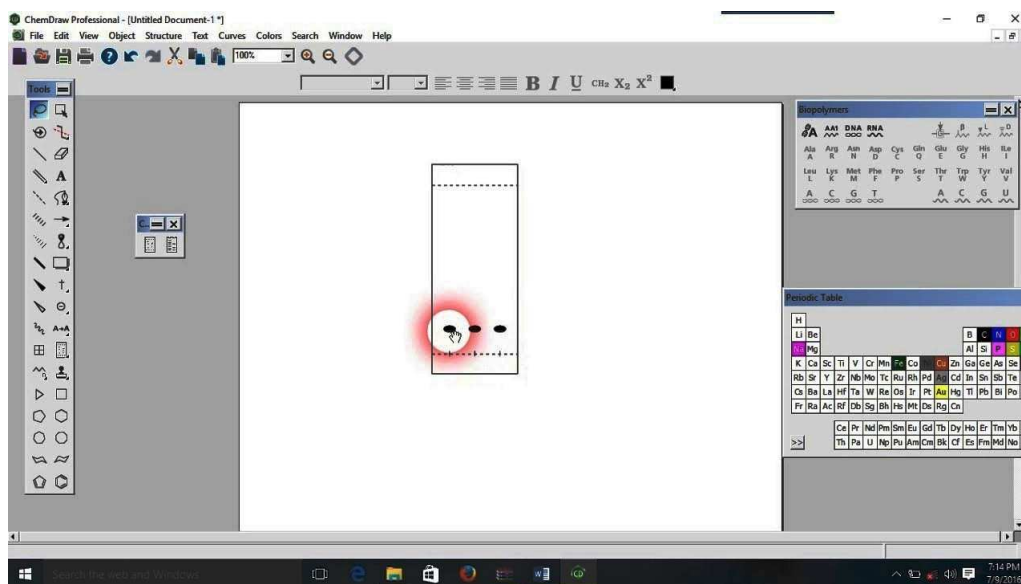 ChemDraw Professional - [Untitled Document-1 *]
File Edit View Object Structure Text Curves Colors Search Window Help
100%
B I U CH₂ X₂ X²
Tools
A
A→A
Biopolymers
AA1 DNA RNA
β L D
Ala Arg Asn Asp Cys Gln Glu Gly His ILe
A R N D C Q E G H I
Leu Lys Met Phe Pro Ser Thr Trp Tyr Val
L K M F P S T W Y V
A C G T A C G U
Periodic Table
H
Li Be B C N O
Mg Al Si P S
K Ca Sc Ti V Cr Mn Fe Co Cu Zn Ga Ge As Se
Rb Sr Y Zr Nb Mo Tc Ru Rh Pd Ag Cd In Sn Sb Te
Cs Ba La Hf Ta W Re Os Ir Pt Au Hg Tl Pb Bi Po
Fr Ra Ac Rf Db Sg Bh Hs Mt Ds Rg Cn
Ce Pr Nd Pm Sm Eu Gd Tb Dy Ho Er Tm Yb
>> Th Pa U Np Pu Am Cm Bk Cf Es Fm Md No
Search the web and Windows
7:14 PM